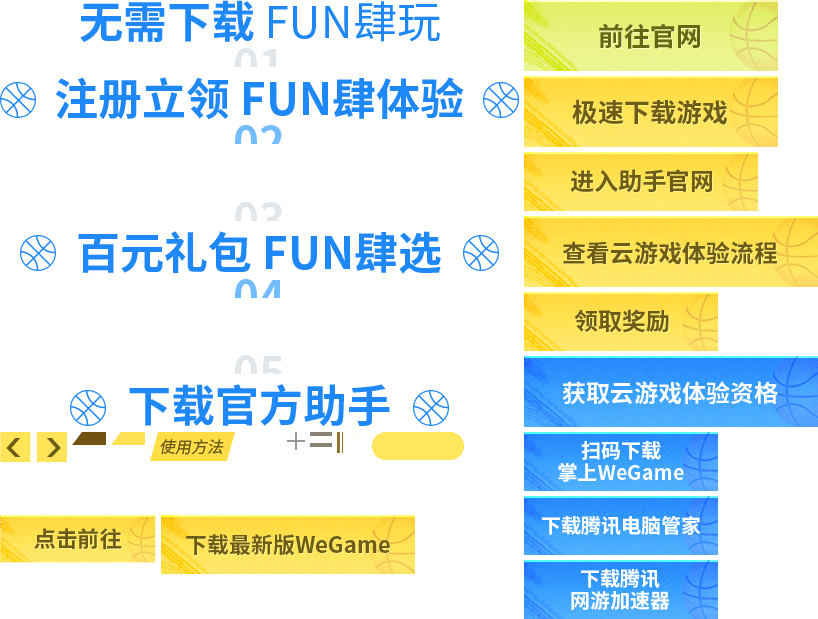 无需下载 FUN肆玩
01
注册立领 FUN肆体验
02
03
百元礼包 FUN肆选
04
05
下载官方助手
使用方法
点击前往
下载最新版WeGame
前往官网
极速下载游戏
进入助手官网
查看云游戏体验流程
领取奖励
获取云游戏体验资格
扫码下载
掌上WeGame
下载腾讯电脑管家
下载腾讯
网游加速器